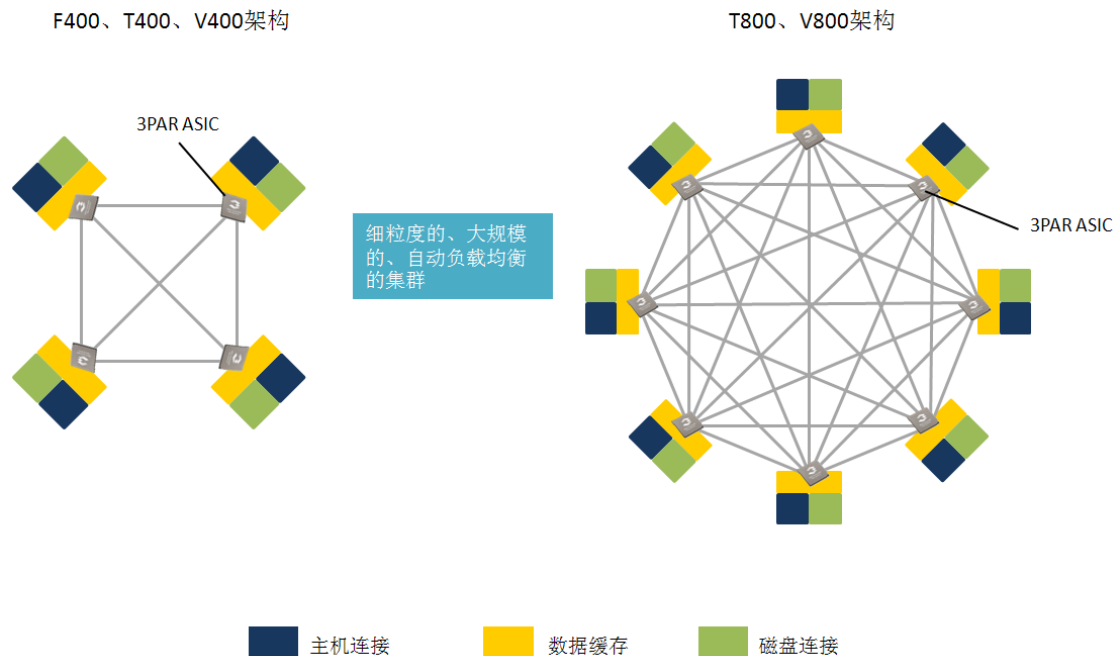 F400、T400、V400架构
T800、V800架构
3PAR ASIC
细粒度的、大规模
的、自动负载均衡
的集群
3PAR ASIC
主机连接
数据缓存
磁盘连接